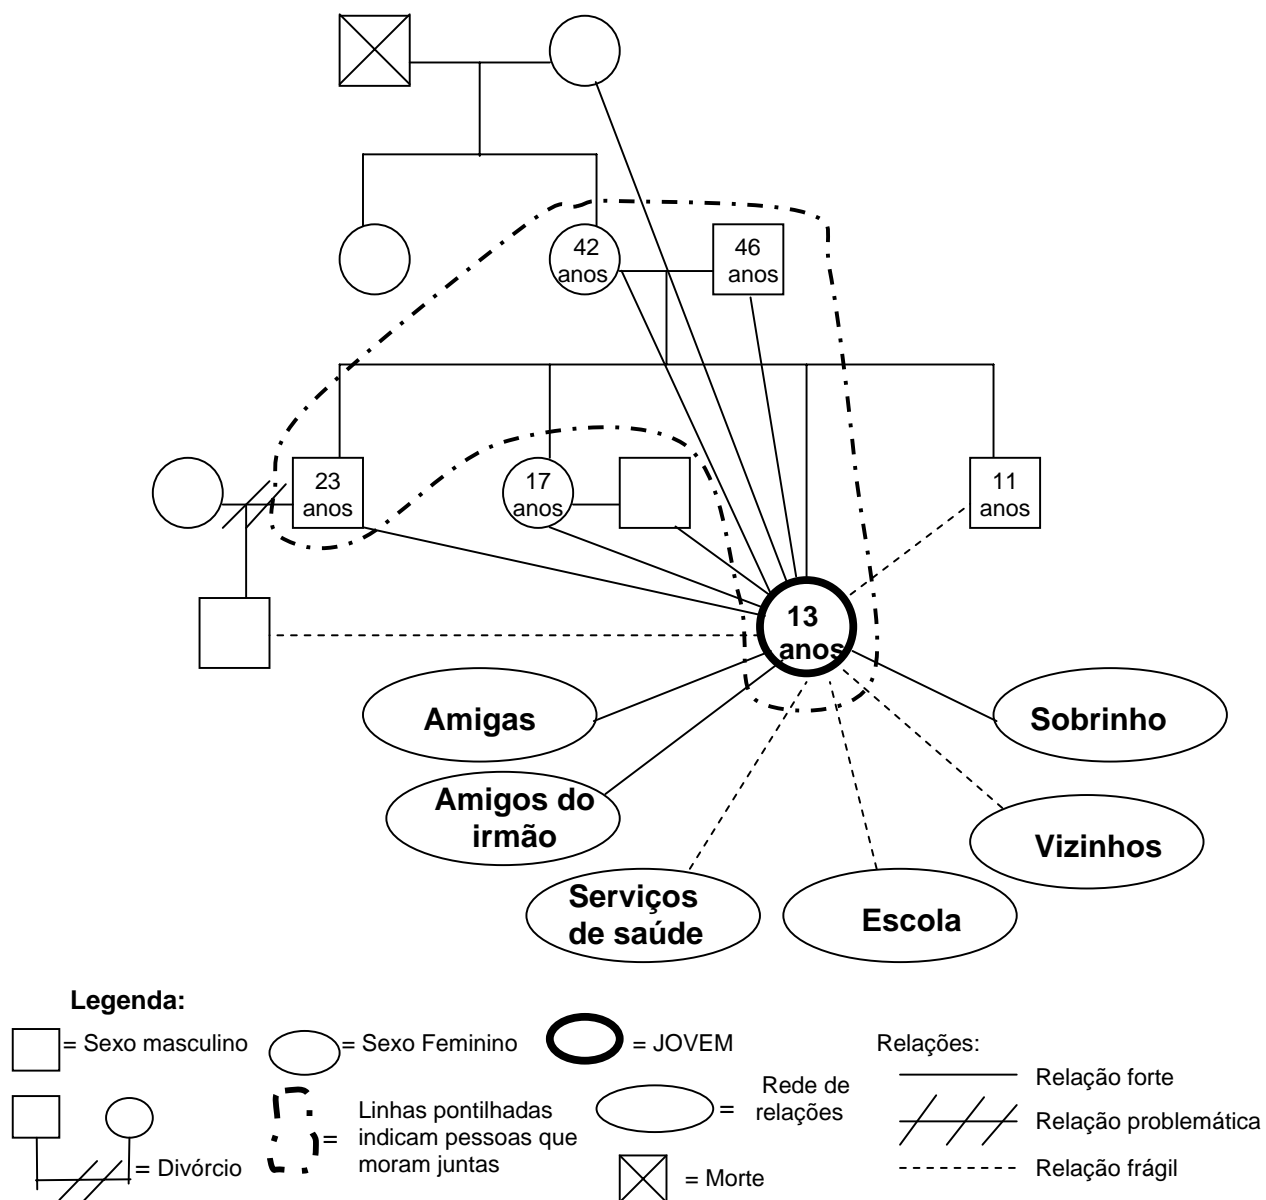 42
anos
46
anos
23
anos
17
anos
11
anos
13
anos
Amigas
Sobrinho
Amigos do
irmão
Vizinhos
Serviços
de saúde
Escola
Legenda:
= Sexo masculino
= Sexo Feminino
= JOVEM
Relações:
Relação forte
Relação problemática
Relação frágil
= Divórcio
=
Linhas pontilhadas
indicam pessoas que
moram juntas
=
Rede de
relações
= Morte